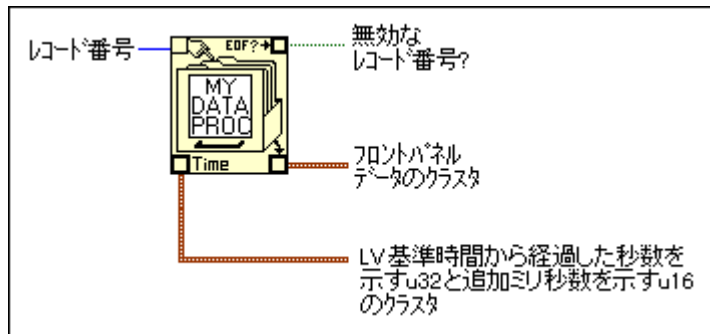 レコード番号
EOF?
無効な
レコード番号?
MY
DATA
PROC
Time
フロントパネル
データのクラスタ
LV基準時間から経過した秒数を
示すu32と追加ミリ秒数を示すu16
のクラスタ